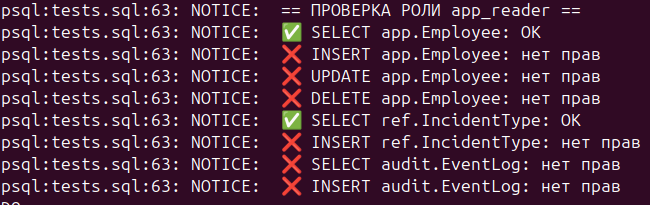 psql:tests.sql:63: NOTICE:  == ПРОВЕРКА РОЛИ app_reader ==
psql:tests.sql:63: NOTICE:  ✅ SELECT app.Employee: OK
psql:tests.sql:63: NOTICE:  ❌ INSERT app.Employee: нет прав
psql:tests.sql:63: NOTICE:  ❌ UPDATE app.Employee: нет прав
psql:tests.sql:63: NOTICE:  ❌ DELETE app.Employee: нет прав
psql:tests.sql:63: NOTICE:  ✅ SELECT ref.IncidentType: OK
psql:tests.sql:63: NOTICE:  ❌ INSERT ref.IncidentType: нет прав
psql:tests.sql:63: NOTICE:  ❌ SELECT audit.EventLog: нет прав
psql:tests.sql:63: NOTICE:  ❌ INSERT audit.EventLog: нет прав